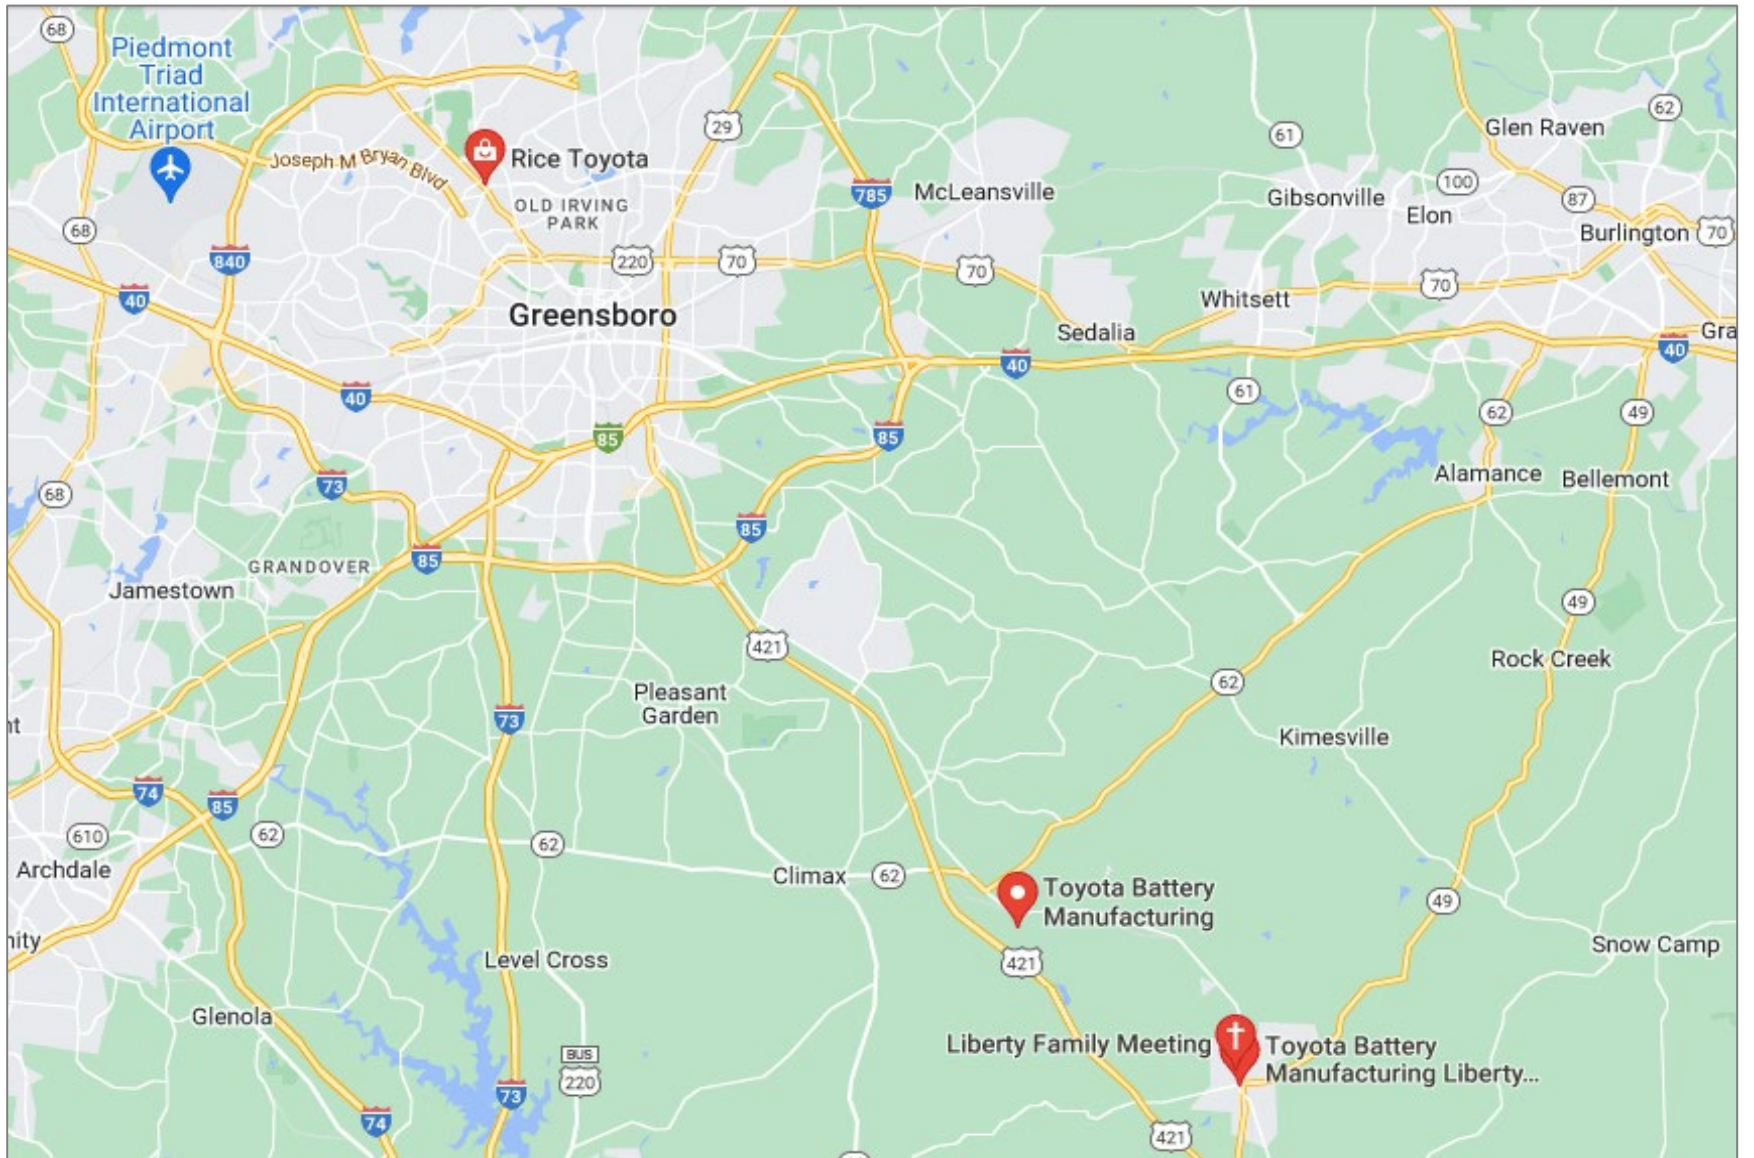 68
Piedmont
Triad
International
Airport
Joseph M Bryan Blvd
Rice Toyota
29
OLD IRVING
PARK
785
McLeansville
61
Glen Raven
62
100
Gibsonville
Elon
87
Burlington
70
68
840
40
220
70
70
70
Greensboro
Whitsett
Sedalia
40
40
Gra
40
61
62
49
85
85
Alamance
Bellemont
73
68
85
85
GRANDOVER
Jamestown
49
421
Rock Creek
62
Pleasant
Garden
nt
73
Kimesville
74
85
610
62
62
Archdale
Climax
62
Toyota Battery
Manufacturing
49
nity
Level Cross
421
Snow Camp
Glenola
Liberty Family Meeting
Toyota Battery
Manufacturing Liberty...
BUS
220
73
74
421